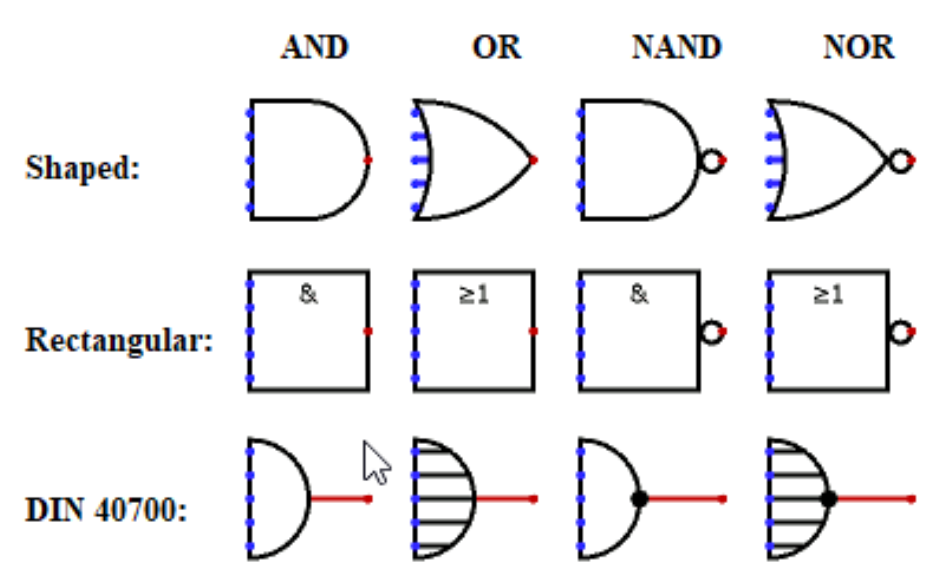 AND OR NAND NOR
Shaped:
Rectangular: & ≥1 & ≥1
DIN 40700: